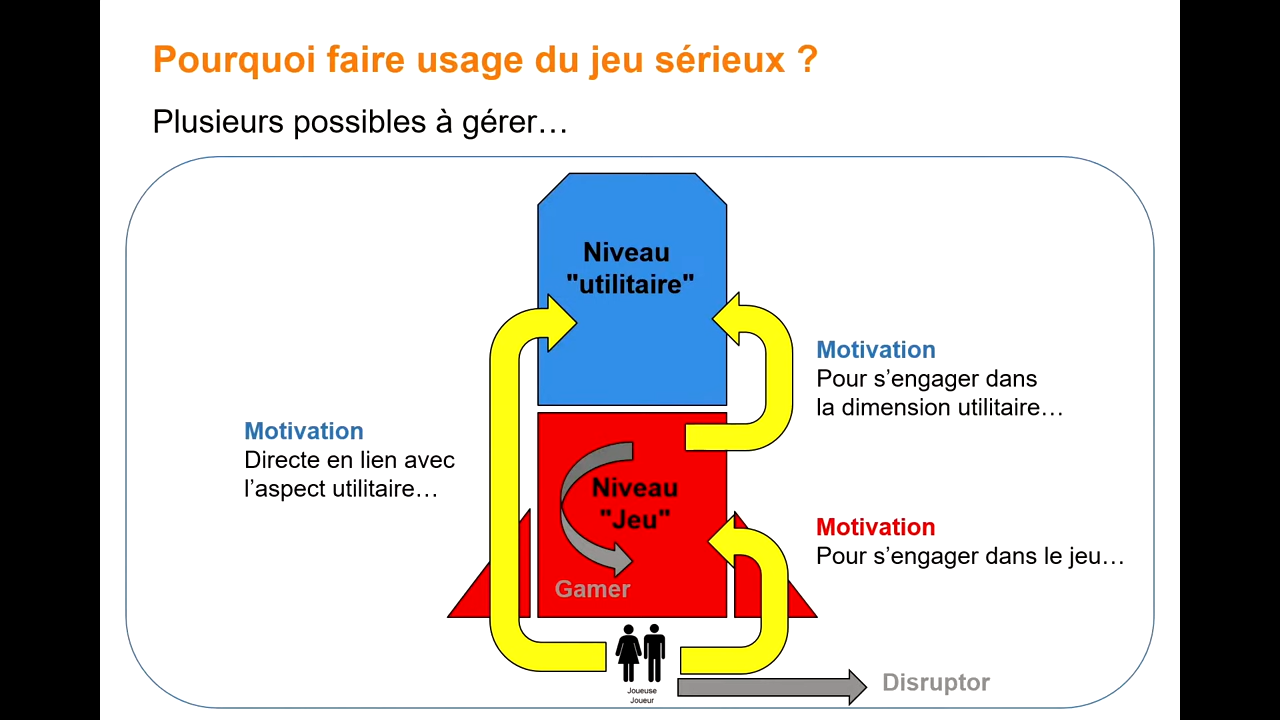 Pourquoi faire usage du jeu sérieux ?
Plusieurs possibles à gérer…
Niveau
"utilitaire"
Motivation
Pour s’engager dans
la dimension utilitaire…
Motivation
Directe en lien avec
l’aspect utilitaire…
Niveau
"Jeu"
Gamer
Motivation
Pour s’engager dans le jeu…
Joueuse
Joueur
Disruptor